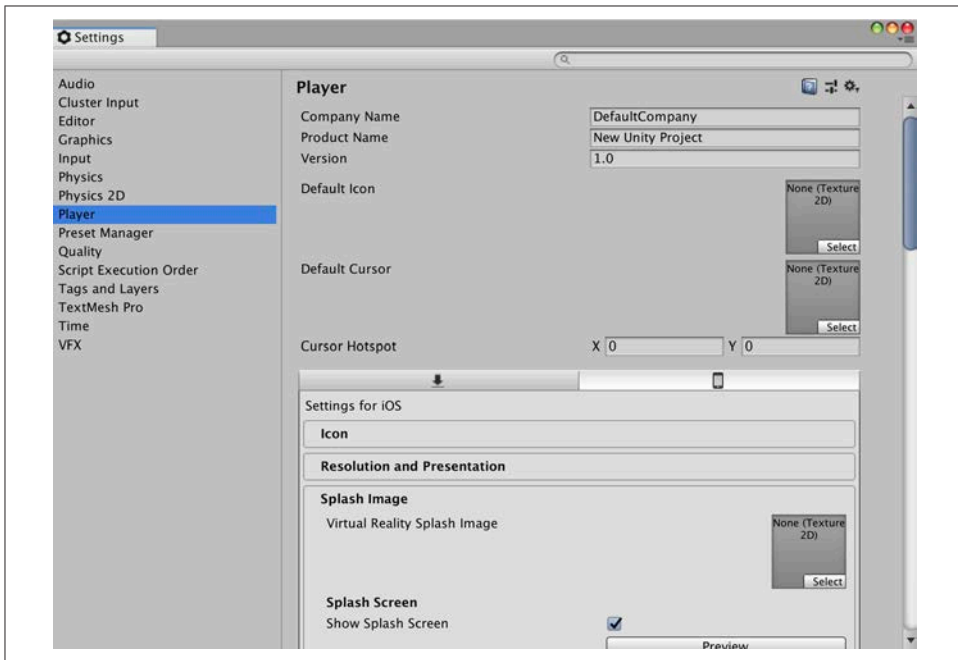 Settings
Audio
Cluster Input
Editor
Graphics
Input
Physics
Physics 2D
Player
Preset Manager
Quality
Script Execution Order
Tags and Layers
TextMesh Pro
Time
VFX
Player
Company Name DefaultCompany
Product Name New Unity Project
Version 1.0
Default Icon
None (Texture
2D)
Select
Default Cursor
None (Texture
2D)
Select
Cursor Hotspot X 0 Y 0
Settings for iOS
Icon
Resolution and Presentation
Splash Image
Virtual Reality Splash Image
None (Texture
2D)
Select
Splash Screen
Show Splash Screen
Preview